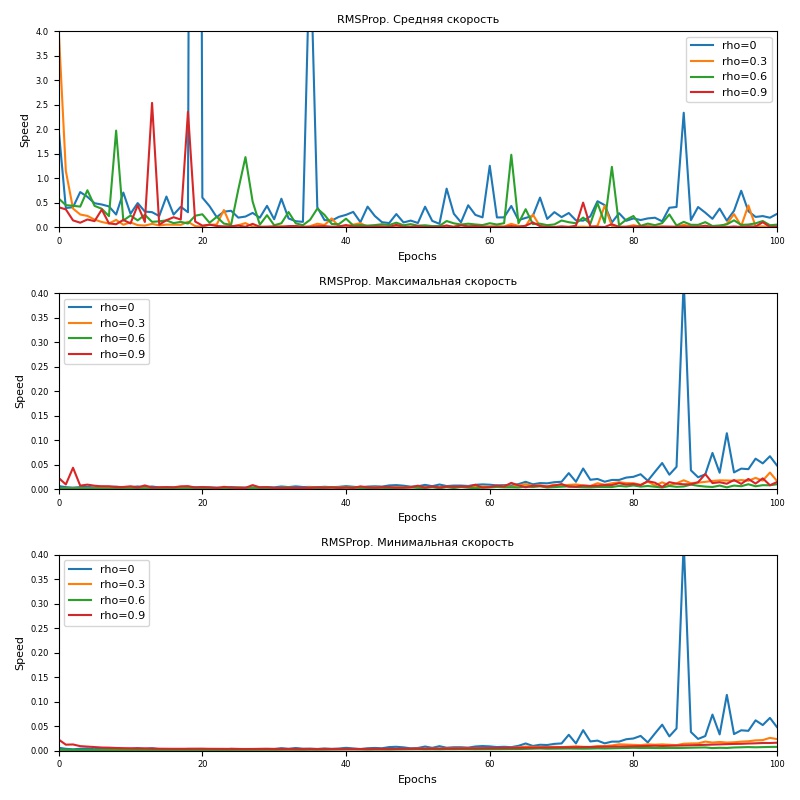 RMSProp. Средняя скорость
4.0
3.5
3.0
2.5
2.0
1.5
1.0
0.5
0.0
Speed
rho=0
rho=0.3
rho=0.6
rho=0.9
0 20 40 60 80 100
Epochs
RMSProp. Максимальная скорость
0.40
0.35
0.30
0.25
0.20
0.15
0.10
0.05
0.00
Speed
rho=0
rho=0.3
rho=0.6
rho=0.9
0 20 40 60 80 100
Epochs
RMSProp. Минимальная скорость
0.40
0.35
0.30
0.25
0.20
0.15
0.10
0.05
0.00
Speed
rho=0
rho=0.3
rho=0.6
rho=0.9
0 20 40 60 80 100
Epochs